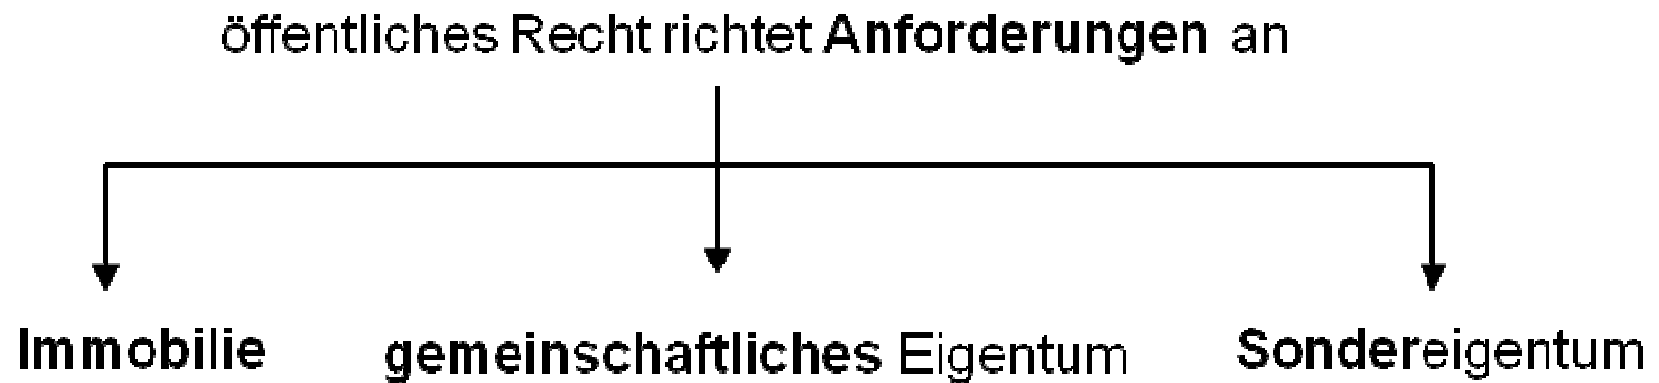 öffentliches Recht richtet Anforderungen an
Immobilie gemeinschaftliches Eigentum Sondereigentum